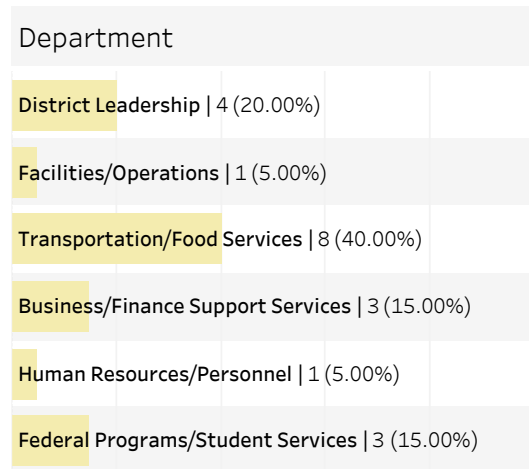 Department
District Leadership | 4 (20.00%)
Facilities/Operations | 1 (5.00%)
Transportation/Food Services | 8 (40.00%)
Business/Finance Support Services | 3 (15.00%)
Human Resources/Personnel | 1 (5.00%)
Federal Programs/Student Services | 3 (15.00%)